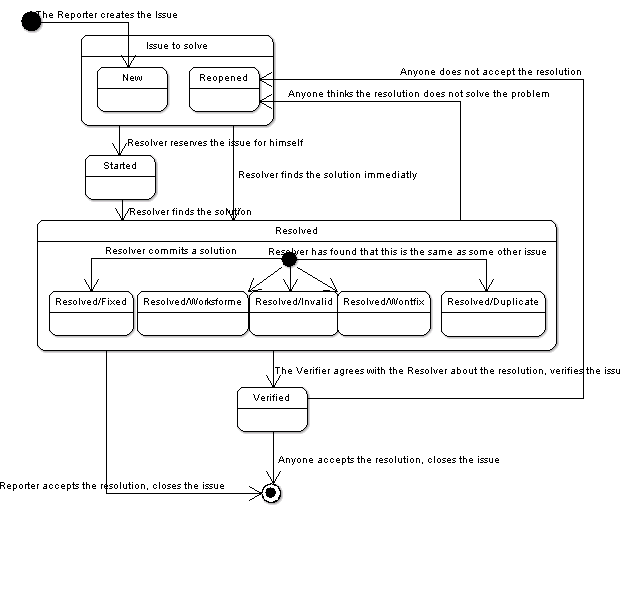 The Reporter creates the Issue
Issue to solve
New
Reopened
Anyone does not accept the resolution
Anyone thinks the resolution does not solve the problem
Resolver reserves the issue for himself
Started
Resolver finds the solution immediatly
Resolver finds the solution
Resolved
Resolver commits a solution
Resolver has found that this is the same as some other issue
Resolved/Fixed
Resolved/Worksforme
Resolved/Invalid
Resolved/Wontfix
Resolved/Duplicate
The Verifier agrees with the Resolver about the resolution, verifies the issu
Verified
Anyone accepts the resolution, closes the issue
Reporter accepts the resolution, closes the issue